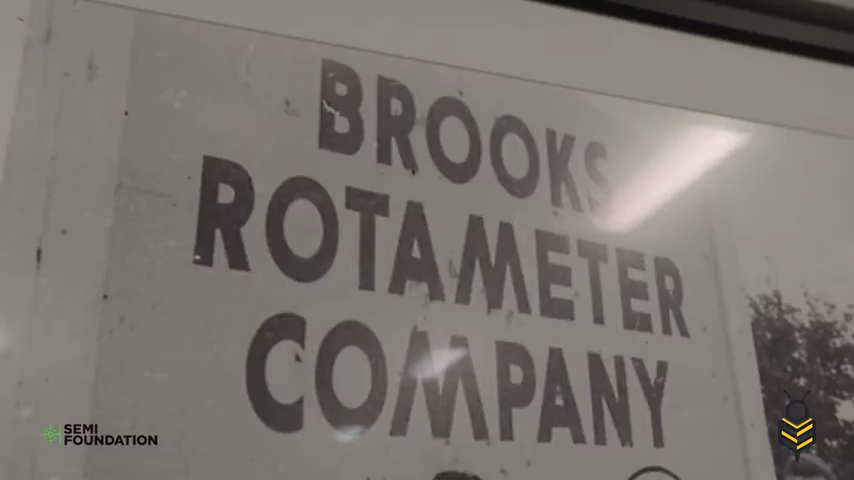 BROOKS
ROTAMETER
COMPANY
SEMI
FOUNDATION